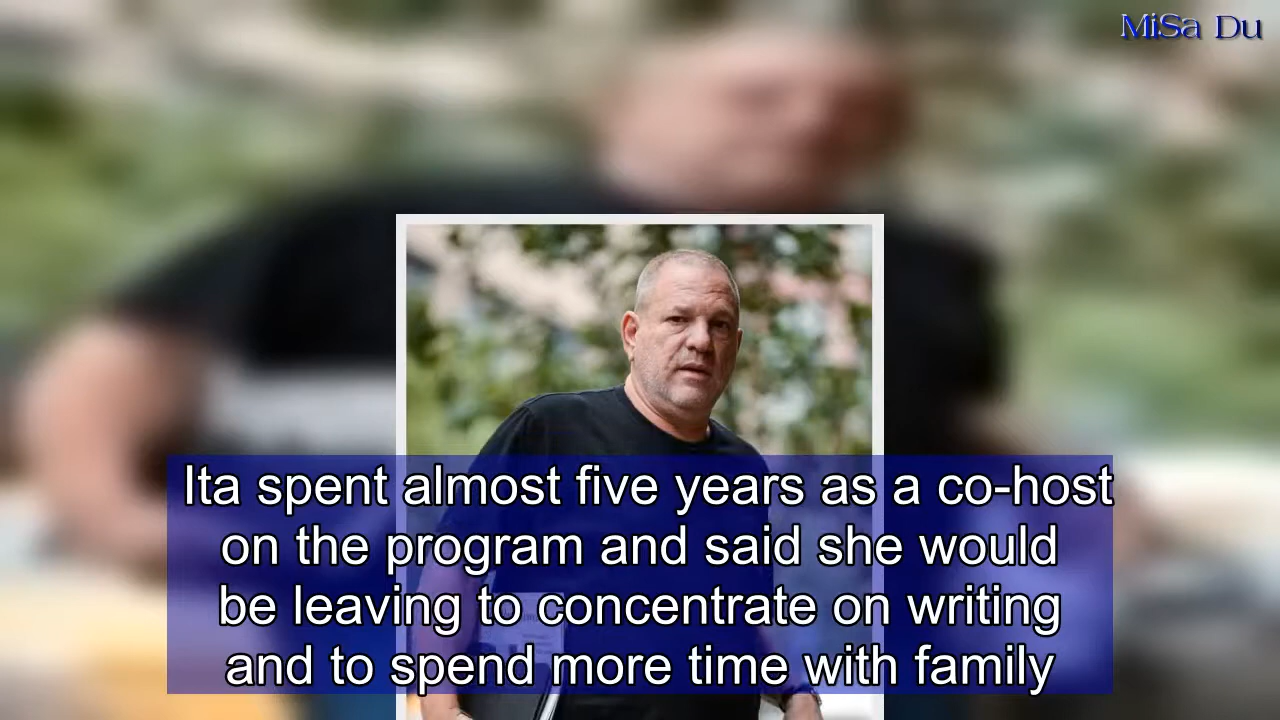 MiSa Du
Ita spent almost five years as a co-host
on the program and said she would
be leaving to concentrate on writing
and to spend more time with family